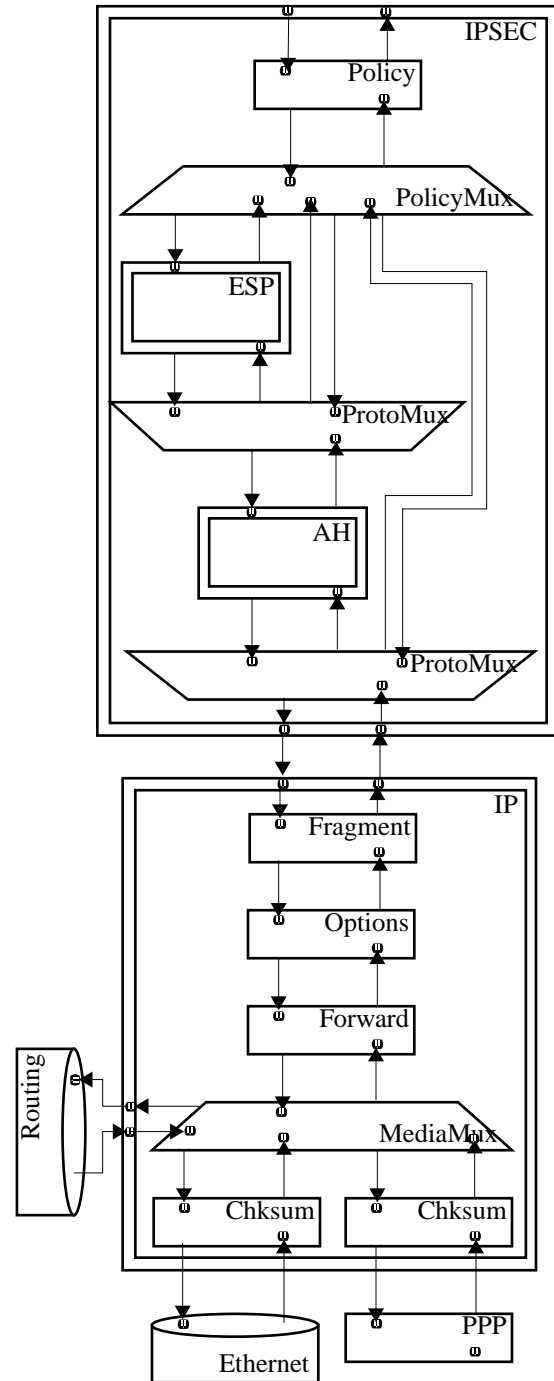 IPSEC
Policy
PolicyMux
ESP
ProtoMux
AH
ProtoMux
IP
Fragment
Options
Forward
Routing
MediaMux
Chksum
Chksum
PPP
Ethernet